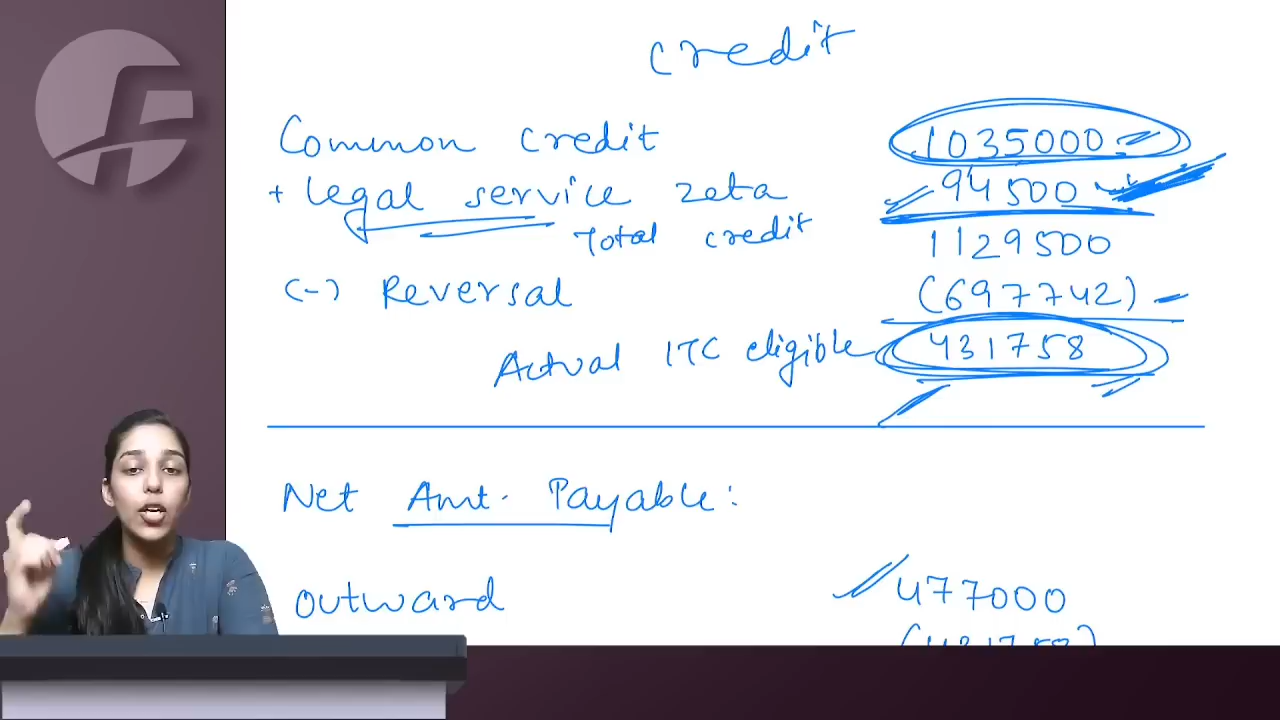 credit
Common credit 1035000
+ legal service zeta 94500
Total credit 1129500
(-) Reversal (697742)
Actual ITC eligible 431758
Net Amt. Payable:
Outward 477000
(431758)